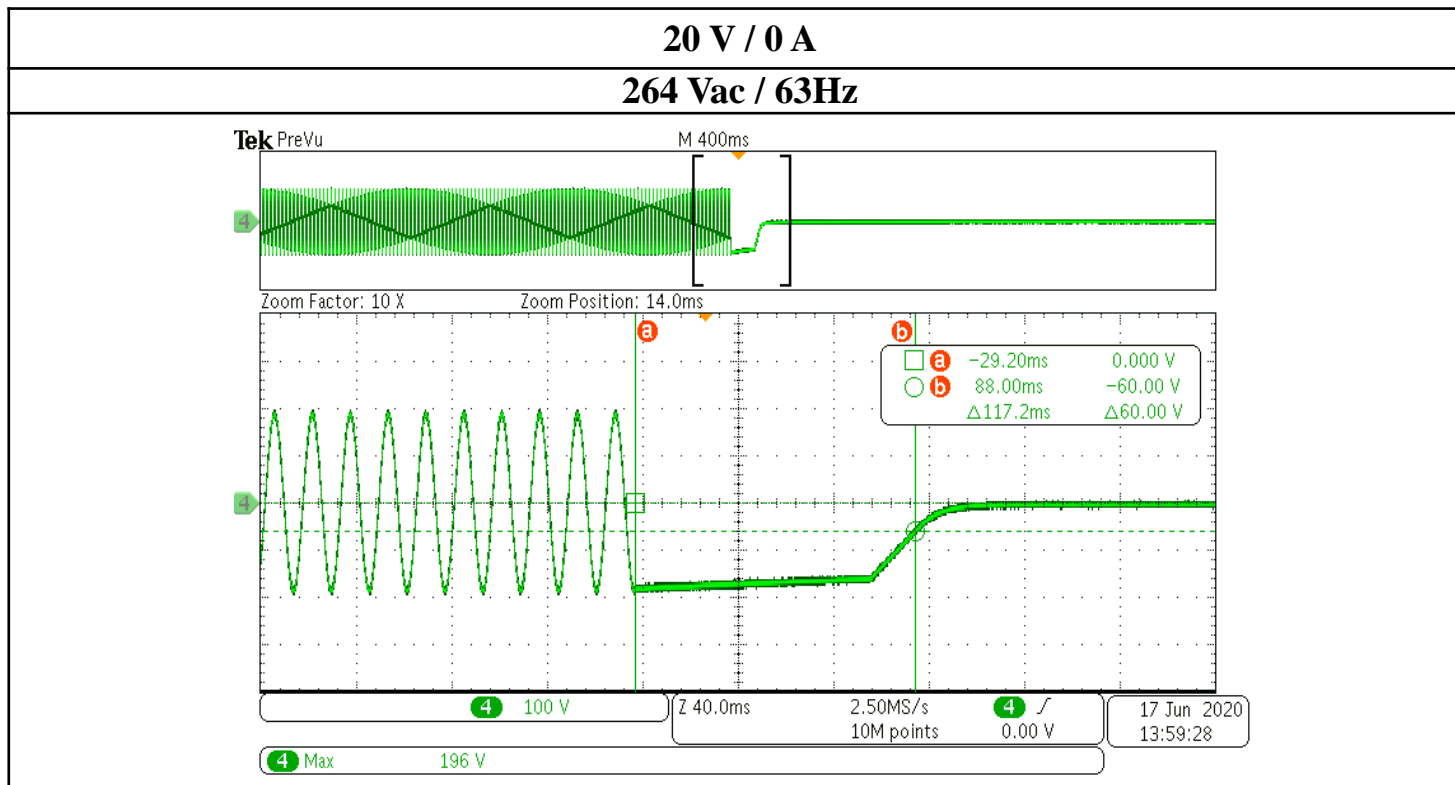 20 V / 0 A
264 Vac / 63Hz
Tek PreVu M 400ms
4
Zoom Factor: 10 X Zoom Position: 14.0ms
a b
a -29.20ms 0.000 V
b 88.00ms -60.00 V
Δ117.2ms Δ60.00 V
4
4 100 V Z 40.0ms 2.50MS/s 4 17 Jun 2020
10M points 0.00 V 13:59:28
4 Max 196 V